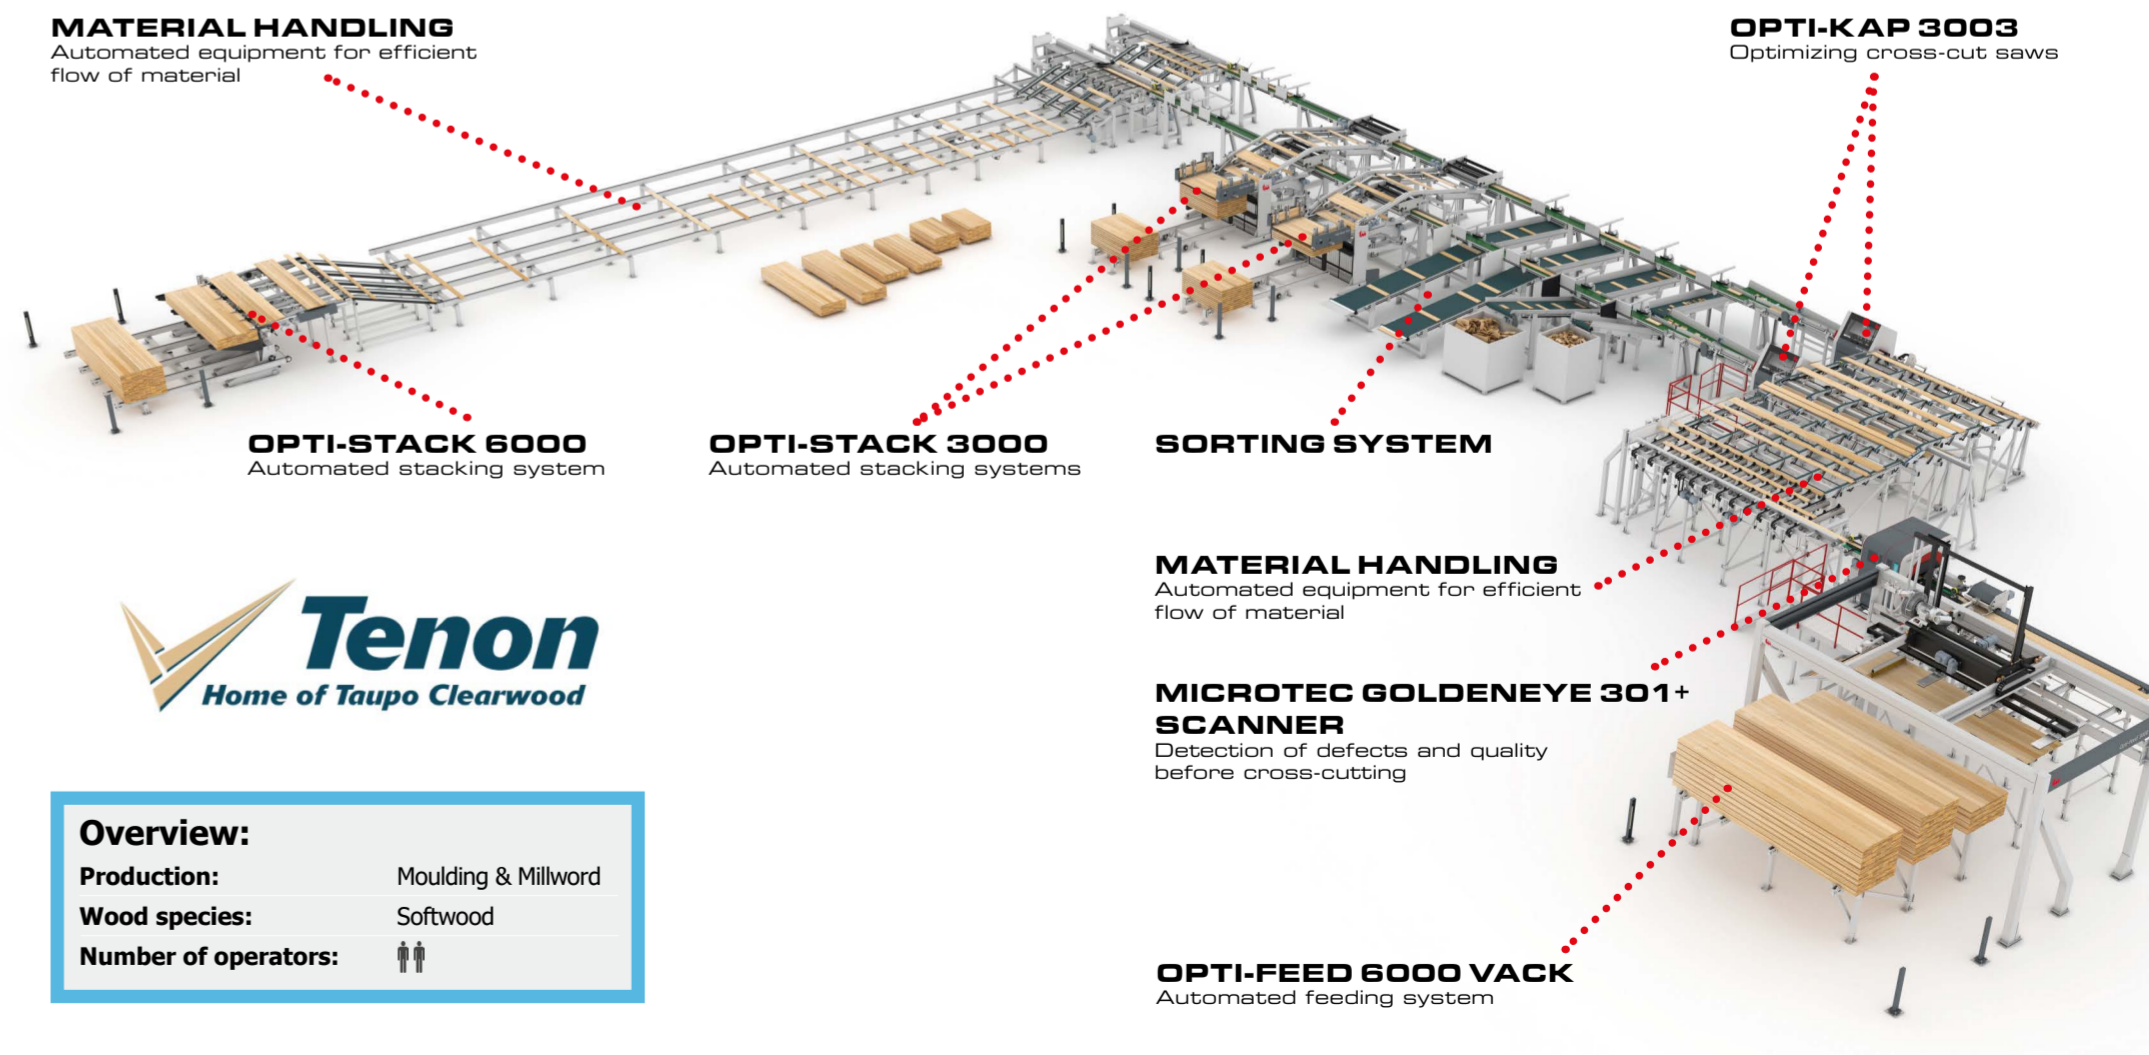 MATERIAL HANDLING
Automated equipment for efficient
flow of material
OPTI-KAP 3003
Optimizing cross-cut saws
OPTI-STACK 6000
Automated stacking system
OPTI-STACK 3000
Automated stacking systems
SORTING SYSTEM
MATERIAL HANDLING
Automated equipment for efficient
flow of material
MICROTEC GOLDENEYE 301+
SCANNER
Detection of defects and quality
before cross-cutting
OPTI-FEED 6000 VACK
Automated feeding system
Tenon
Home of Taupo Clearwood
Overview:
Production: Moulding & Millword
Wood species: Softwood
Number of operators: